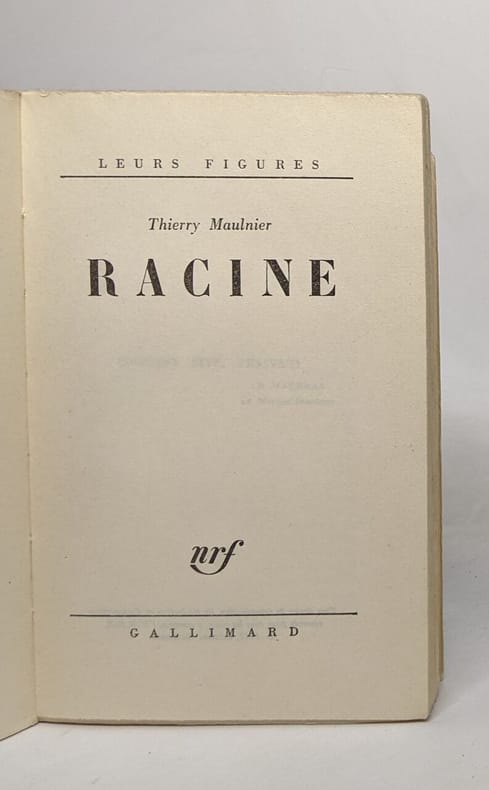 LEURS FIGURES
Thierry Maulnier
RACINE
nrf
GALLIMARD